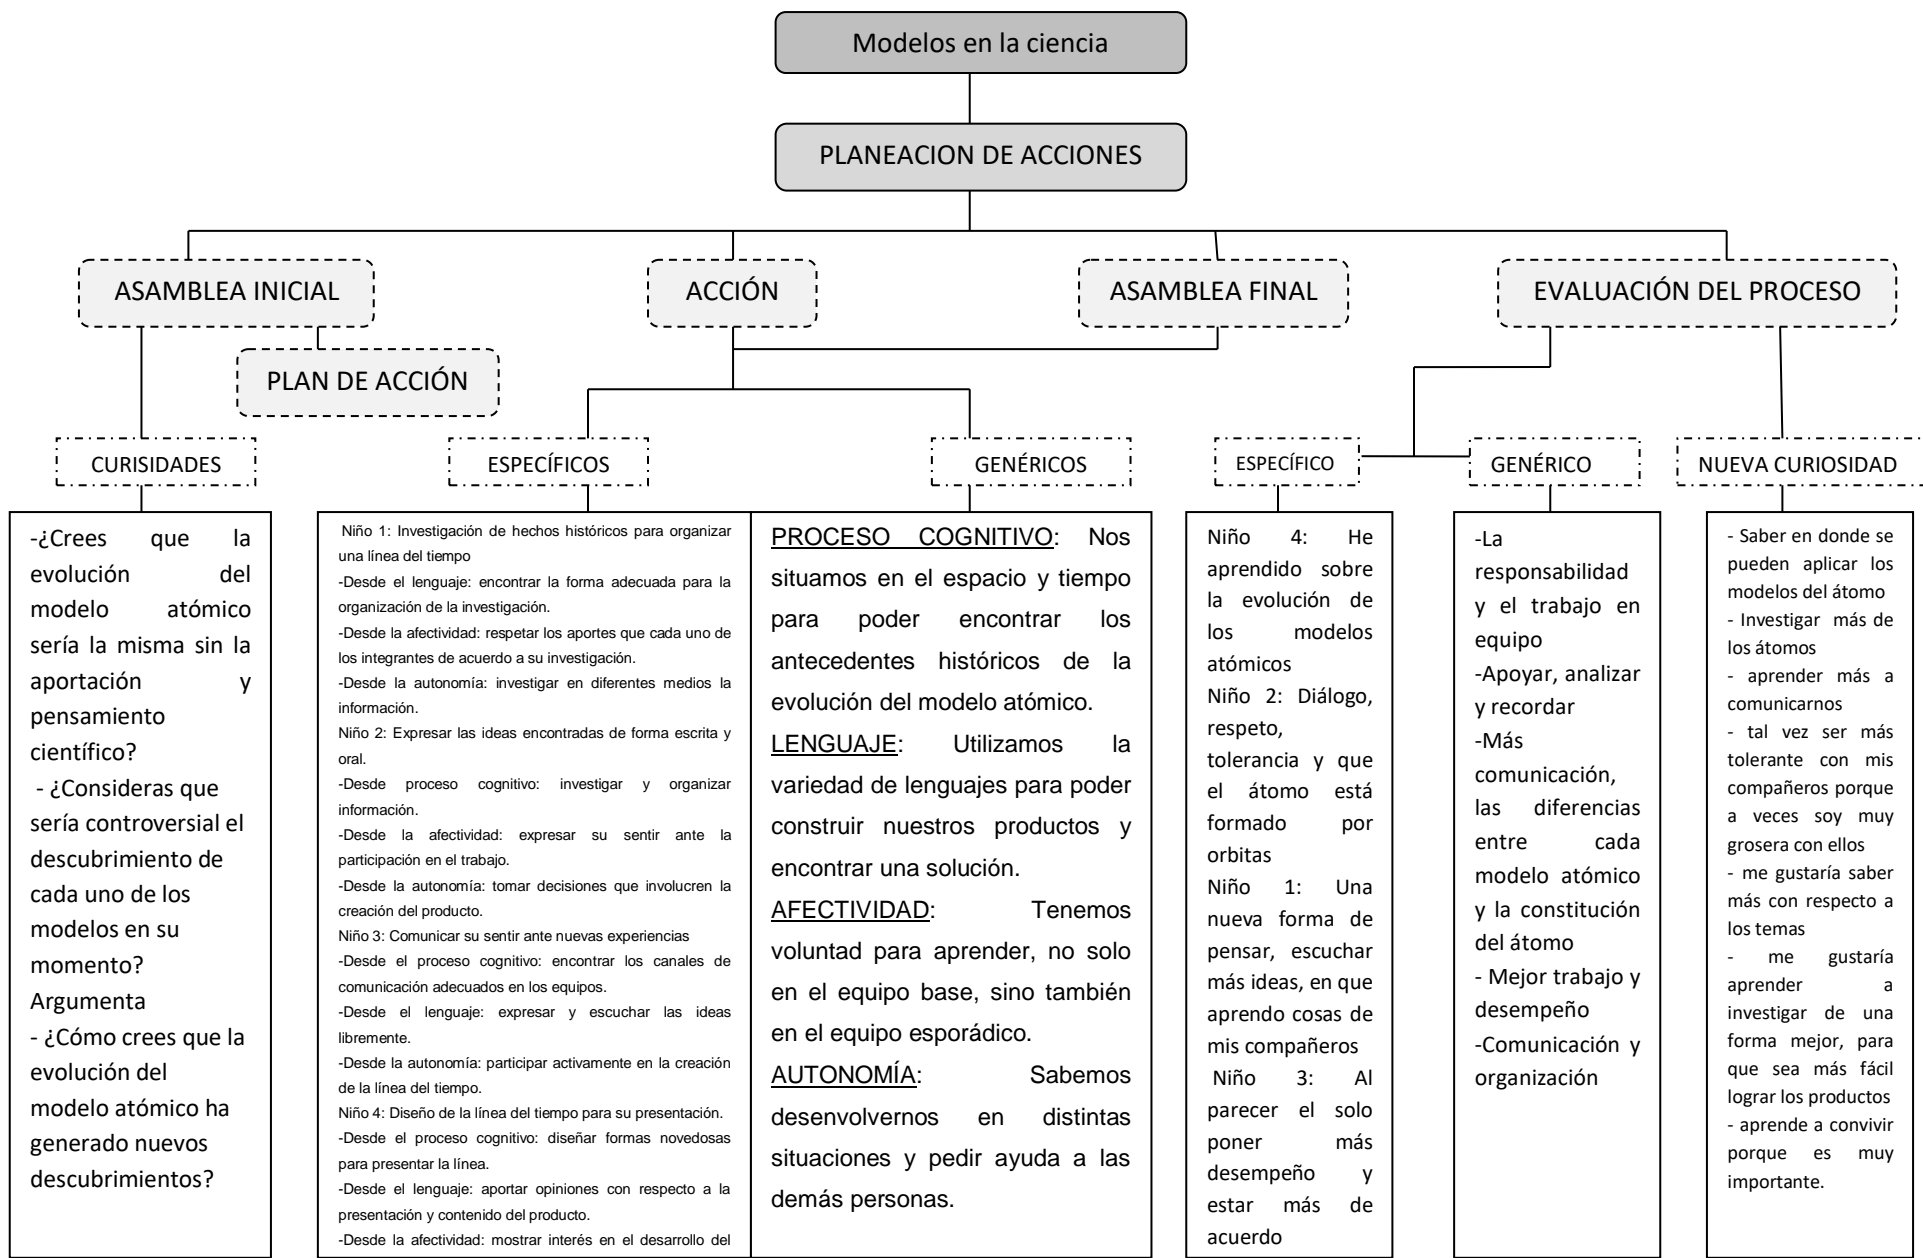 Modelos en la ciencia
PLANEACION DE ACCIONES
ASAMBLEA INICIAL
ACCIÓN
ASAMBLEA FINAL
EVALUACIÓN DEL PROCESO
PLAN DE ACCIÓN
CURISIDADES
ESPECÍFICOS
GENÉRICOS
ESPECÍFICO
GENÉRICO
NUEVA CURIOSIDAD
-¿Crees que la
evolución del
modelo atómico
sería la misma sin la
aportación y
pensamiento
científico?
- ¿Consideras que
sería controversial el
descubrimiento de
cada uno de los
modelos en su
momento?
Argumenta
- ¿Cómo crees que la
evolución del
modelo atómico ha
generado nuevos
descubrimientos?
Niño 1: Investigación de hechos históricos para organizar
una línea del tiempo
-Desde el lenguaje: encontrar la forma adecuada para la
organización de la investigación.
-Desde la afectividad: respetar los aportes que cada uno de
los integrantes de acuerdo a su investigación.
-Desde la autonomía: investigar en diferentes medios la
información.
Niño 2: Expresar las ideas encontradas de forma escrita y
oral.
-Desde proceso cognitivo: investigar y organizar
información.
-Desde la afectividad: expresar su sentir ante la
participación en el trabajo.
-Desde la autonomía: tomar decisiones que involucren la
creación del producto.
Niño 3: Comunicar su sentir ante nuevas experiencias
-Desde el proceso cognitivo: encontrar los canales de
comunicación adecuados en los equipos.
-Desde el lenguaje: expresar y escuchar las ideas
libremente.
-Desde la autonomía: participar activamente en la creación
de la línea del tiempo.
Niño 4: Diseño de la línea del tiempo para su presentación.
-Desde el proceso cognitivo: diseñar formas novedosas
para presentar la línea.
-Desde el lenguaje: aportar opiniones con respecto a la
presentación y contenido del producto.
-Desde la afectividad: mostrar interés en el desarrollo del
PROCESO COGNITIVO: Nos
situamos en el espacio y tiempo
para poder encontrar los
antecedentes históricos de la
evolución del modelo atómico.
LENGUAJE: Utilizamos la
variedad de lenguajes para poder
construir nuestros productos y
encontrar una solución.
AFECTIVIDAD: Tenemos
voluntad para aprender, no solo
en el equipo base, sino también
en el equipo esporádico.
AUTONOMÍA: Sabemos
desenvolvernos en distintas
situaciones y pedir ayuda a las
demás personas.
Niño 4: He
aprendido sobre
la evolución de
los modelos
atómicos
Niño 2: Diálogo,
respeto,
tolerancia y que
el átomo está
formado por
orbitas
Niño 1: Una
nueva forma de
pensar, escuchar
más ideas, en que
aprendo cosas de
mis compañeros
Niño 3: Al
parecer el solo
poner más
desempeño y
estar más de
acuerdo
-La
responsabilidad
y el trabajo en
equipo
-Apoyar, analizar
y recordar
-Más
comunicación,
las diferencias
entre cada
modelo atómico
y la constitución
del átomo
- Mejor trabajo y
desempeño
-Comunicación y
organización
- Saber en donde se
pueden aplicar los
modelos del átomo
- Investigar más de
los átomos
- aprender más a
comunicarnos
- tal vez ser más
tolerante con mis
compañeros porque
a veces soy muy
grosera con ellos
- me gustaría saber
más con respecto a
los temas
- me gustaría
aprender a
investigar de una
forma mejor, para
que sea más fácil
lograr los productos
- aprende a convivir
porque es muy
importante.